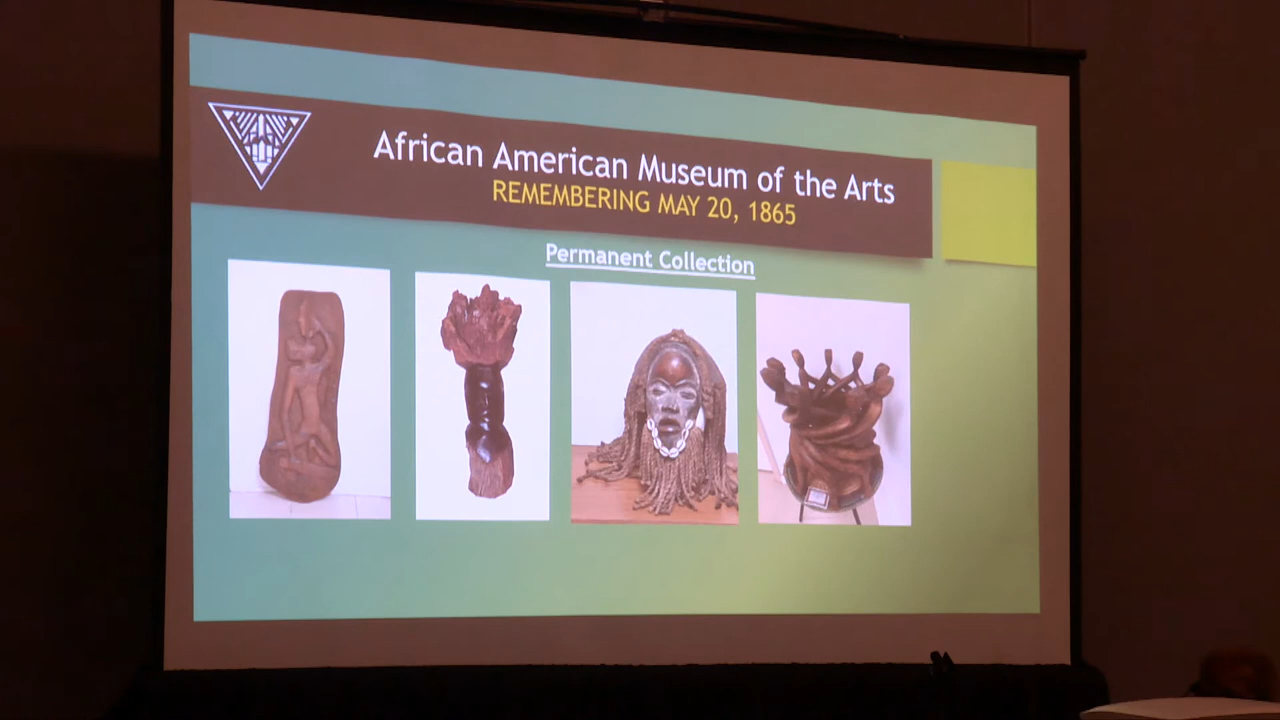 African American Museum of the Arts
REMEMBERING MAY 20, 1865
Permanent Collection